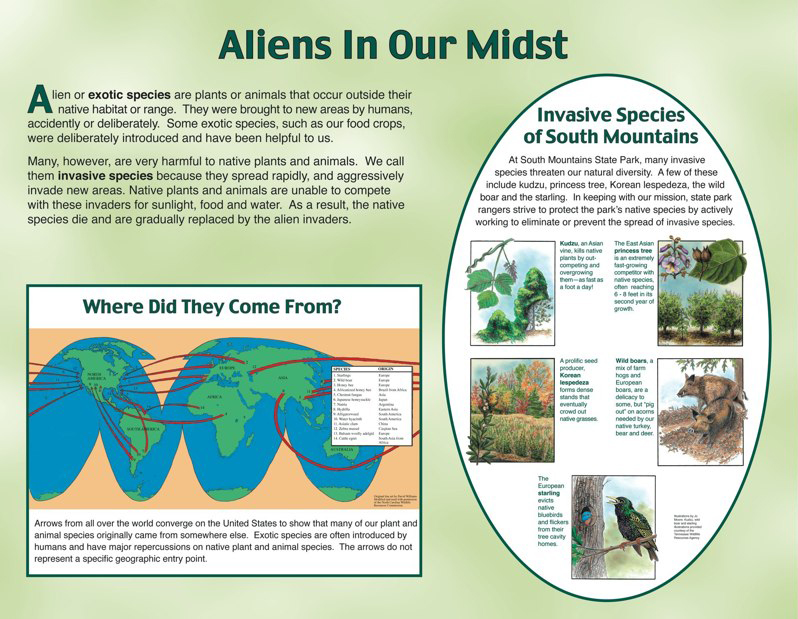 Aliens In Our Midst
Alien or exotic species are plants or animals that occur outside their
native habitat or range. They were brought to new areas by humans,
accidently or deliberately. Some exotic species, such as our food crops,
were deliberately introduced and have been helpful to us.
Many, however, are very harmful to native plants and animals. We call
them invasive species because they spread rapidly, and aggressively
invade new areas. Native plants and animals are unable to compete
with these invaders for sunlight, food and water. As a result, the native
species die and are gradually replaced by the alien invaders.
Where Did They Come From?
NORTH
AMERICA
SOUTH AMERICA
EUROPE
AFRICA
ASIA
AUSTRALIA
SPECIES ORIGIN
1. Starlings Europe
2. Wild boar Europe
3. Honey bee Europe
4. Africanized honey bee Brazil from Africa
5. Chestnut fungus Asia
6. Japanese honeysuckle Japan
7. Nutria Argentina
8. Hydrilla Eastern Asia
9. Alligatorweed South America
10. Water hyacinth South America
11. Asiatic clam China
12. Zebra mussel Caspian Sea
13. Balsam woolly adelgid Europe
14. Cattle egret South Asia from
Africa
Arrows from all over the world converge on the United States to show that many of our plant and
animal species originally came from somewhere else. Exotic species are often introduced by
humans and have major repercussions on native plant and animal species. The arrows do not
represent a specific geographic entry point.
Invasive Species
of South Mountains
At South Mountains State Park, many invasive
species threaten our natural diversity. A few of these
include kudzu, princess tree, Korean lespedeza, the wild
boar and the starling. In keeping with our mission, state park
rangers strive to protect the park's native species by actively
working to eliminate or prevent the spread of invasive species.
Kudzu, an Asian
vine, kills native
plants by out-
competing and
overgrowing
them—as fast as
a foot a day!
The East Asian
princess tree
is an extremely
fast-growing
competitor with
native species,
often reaching
6 - 8 feet in its
second year of
growth.
A prolific seed
producer,
Korean
lespedeza
forms dense
stands that
eventually
crowd out
native grasses.
Wild boars, a
mix of farm
hogs and
European
boars, are a
delicacy to
some, but "pig
out" on acorns
needed by our
native turkey,
bear and deer.
The
European
starling
evicts
native
bluebirds
and flickers
from their
tree cavity
homes.